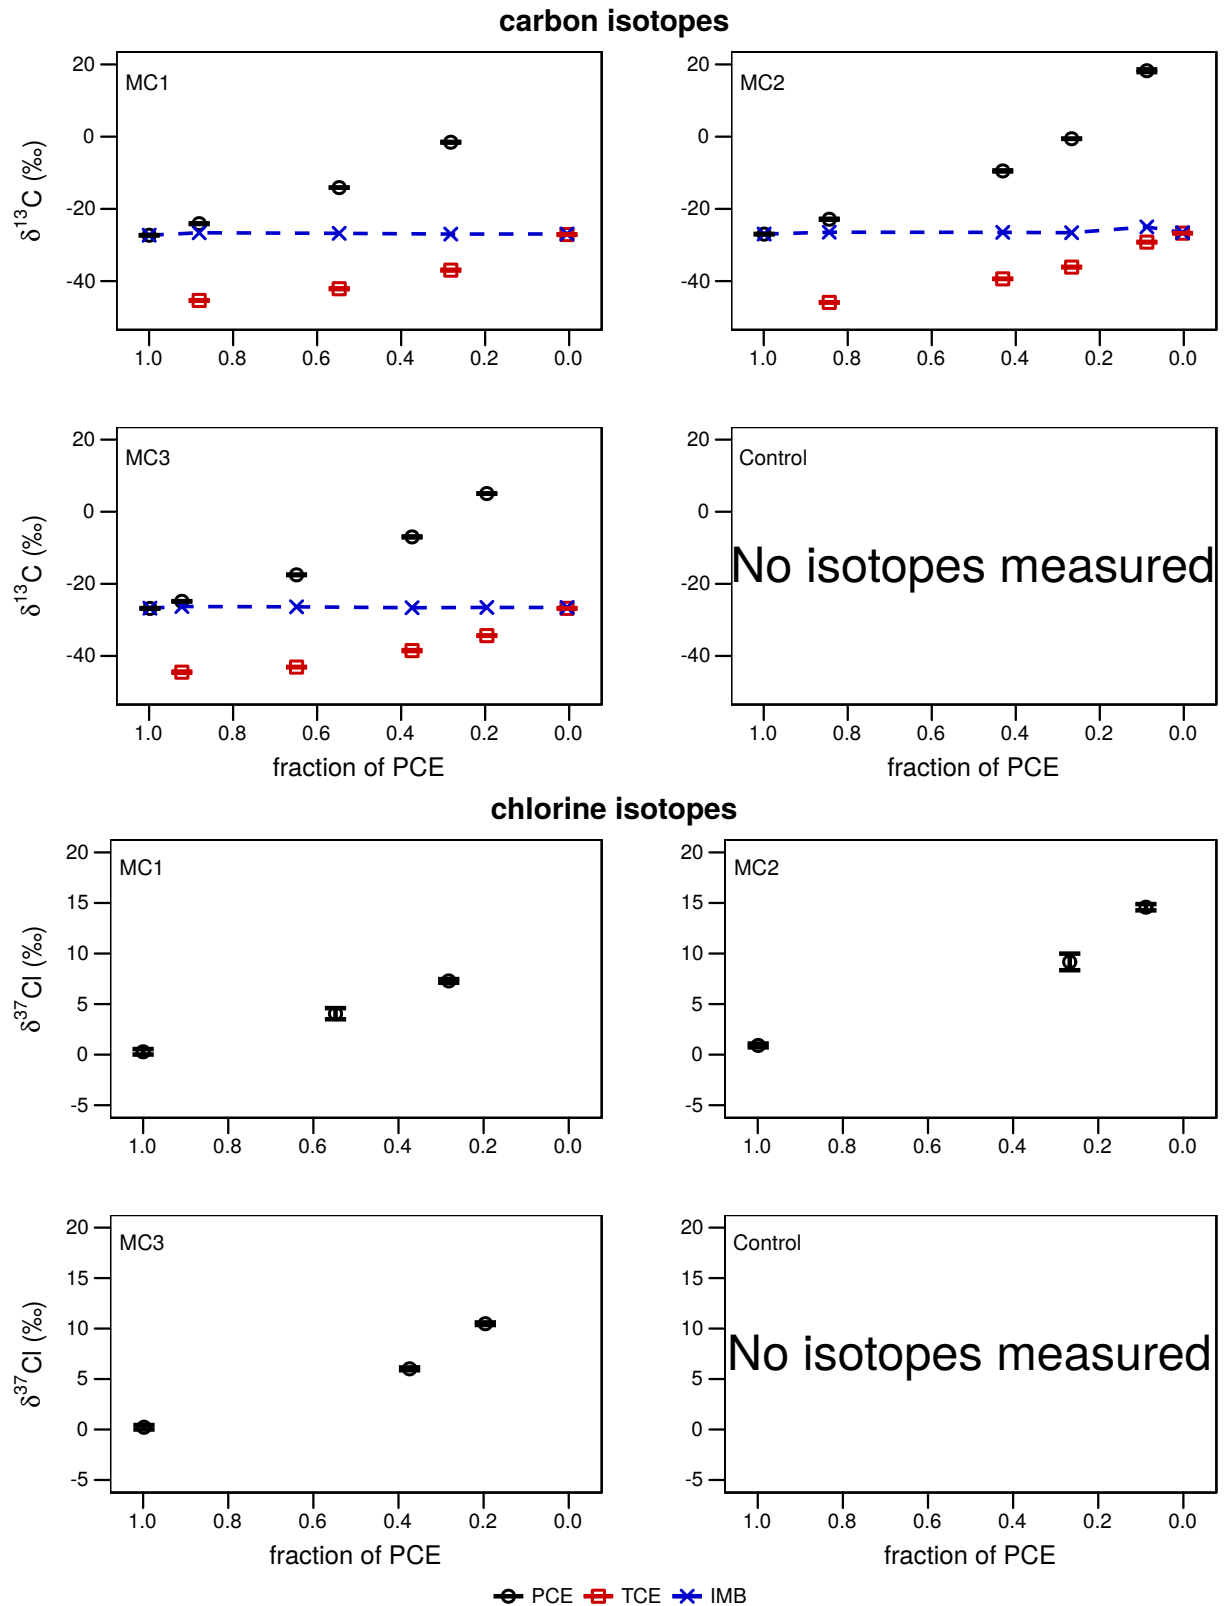 carbon isotopes
MC1
MC2
20
0
-20
-40
δ13C (‰)
1.0 0.8 0.6 0.4 0.2 0.0
20
0
-20
-40
1.0 0.8 0.6 0.4 0.2 0.0
MC3
Control
20
0
-20
-40
δ13C (‰)
1.0 0.8 0.6 0.4 0.2 0.0
fraction of PCE
20
0
-20
-40
No isotopes measured
1.0 0.8 0.6 0.4 0.2 0.0
fraction of PCE
chlorine isotopes
MC1
MC2
20
15
10
5
0
-5
δ37Cl (‰)
1.0 0.8 0.6 0.4 0.2 0.0
20
15
10
5
0
-5
1.0 0.8 0.6 0.4 0.2 0.0
MC3
Control
20
15
10
5
0
-5
δ37Cl (‰)
1.0 0.8 0.6 0.4 0.2 0.0
fraction of PCE
20
15
10
5
0
-5
No isotopes measured
1.0 0.8 0.6 0.4 0.2 0.0
fraction of PCE
PCE TCE IMB